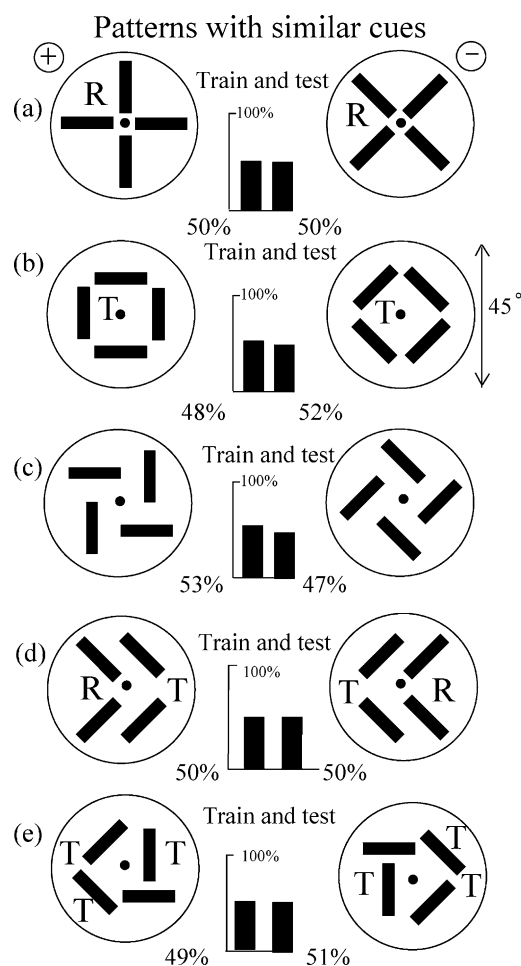 Patterns with similar cues
+ −
(a) R Train and test R
100%
50% 50%
(b) T Train and test T
100%
45°
48% 52%
(c) Train and test
100%
53% 47%
(d) R T Train and test T R
100%
50% 50%
(e) T T T Train and test T T T
100%
49% 51%